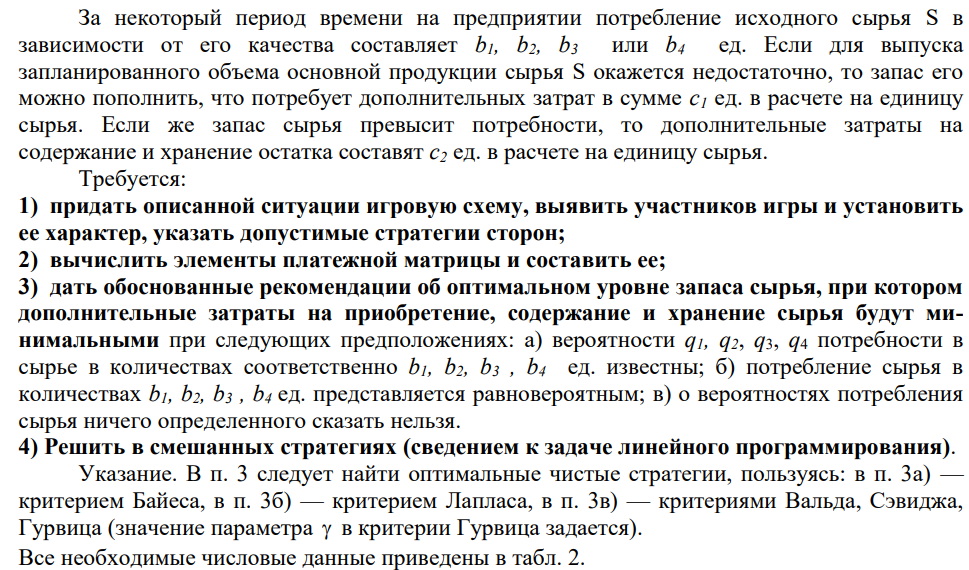 За некоторый период времени на предприятии потребление исходного сырья S в
зависимости от его качества составляет b1, b2, b3 или b4 ед. Если для выпуска
запланированного объема основной продукции сырья S окажется недостаточно, то запас его
можно пополнить, что потребует дополнительных затрат в сумме c1 ед. в расчете на единицу
сырья. Если же запас сырья превысит потребности, то дополнительные затраты на
содержание и хранение остатка составят c2 ед. в расчете на единицу сырья.
Требуется:
1) придать описанной ситуации игровую схему, выявить участников игры и установить
ее характер, указать допустимые стратегии сторон;
2) вычислить элементы платежной матрицы и составить ее;
3) дать обоснованные рекомендации об оптимальном уровне запаса сырья, при котором
дополнительные затраты на приобретение, содержание и хранение сырья будут ми-
нимальными при следующих предположениях: а) вероятности q1, q2, q3, q4 потребности в
сырье в количествах соответственно b1, b2, b3 , b4 ед. известны; б) потребление сырья в
количествах b1, b2, b3 , b4 ед. представляется равновероятным; в) о вероятностях потребления
сырья ничего определенного сказать нельзя.
4) Решить в смешанных стратегиях (сведением к задаче линейного программирования).
Указание. В п. 3 следует найти оптимальные чистые стратегии, пользуясь: в п. 3а) —
критерием Байеса, в п. 3б) — критерием Лапласа, в п. 3в) — критериями Вальда, Сэвиджа,
Гурвица (значение параметра γ в критерии Гурвица задается).
Все необходимые числовые данные приведены в табл. 2.